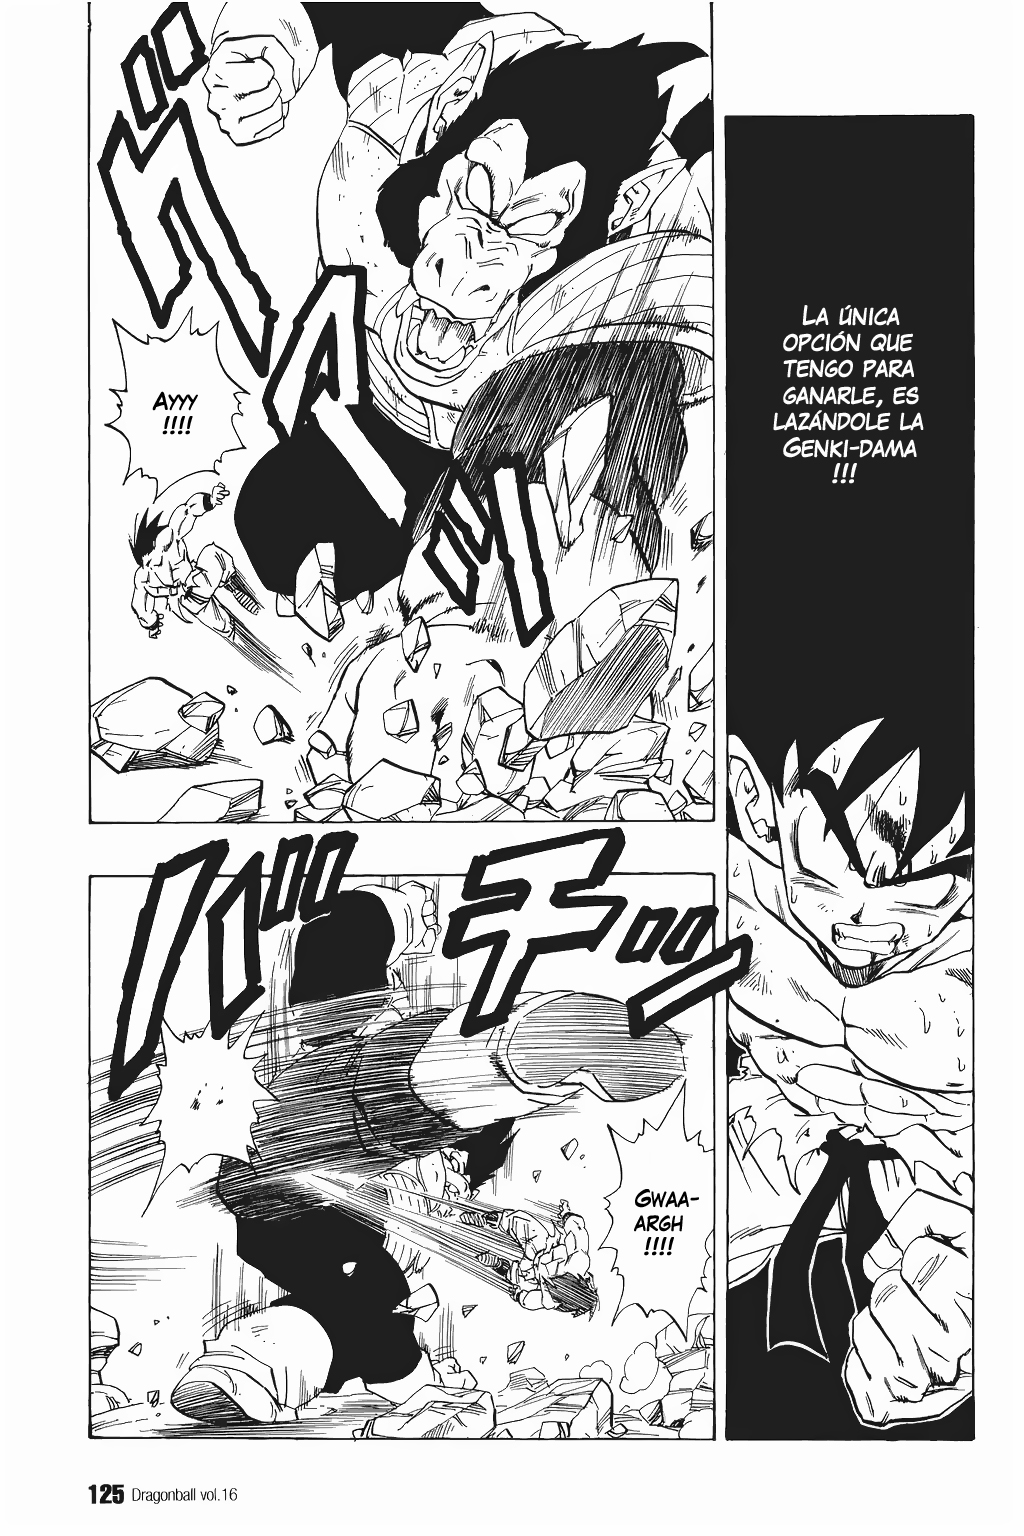 LA ÚNICA
OPCIÓN QUE
TENGO PARA
GANARLE, ES
LAZÁNDOLE LA
GENKI-DAMA
!!!
AYYY
!!!!
GWAA-
ARGH
!!!!
125 Dragonball vol.16